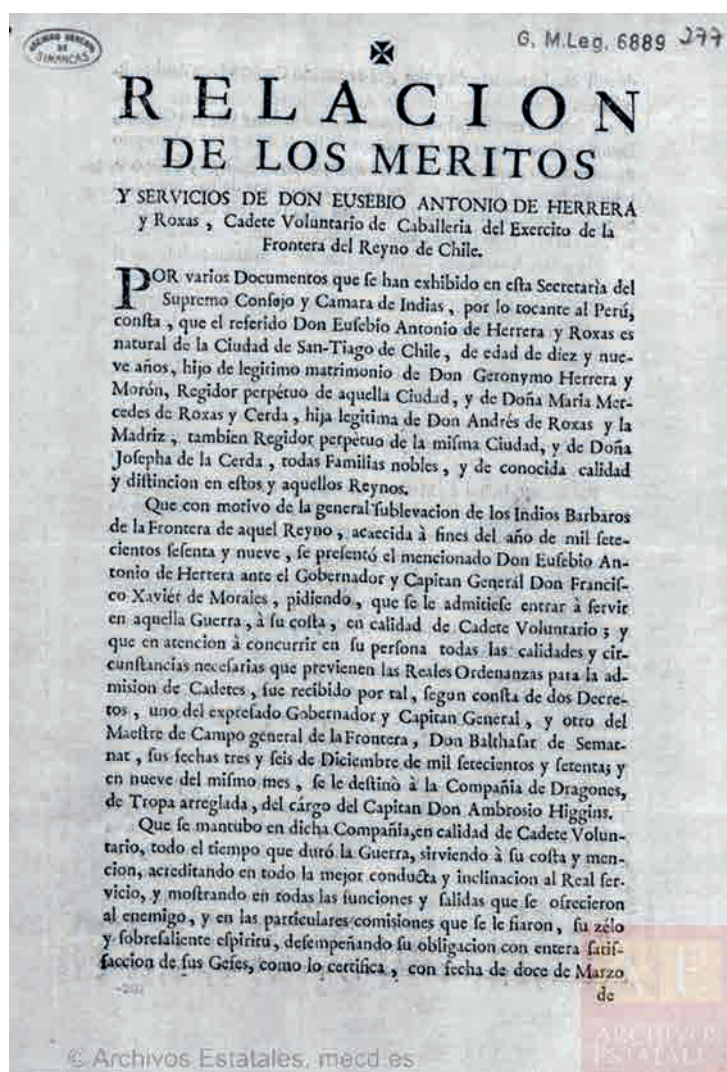 ARCHIVO GENERAL
DE
SIMANCAS
G. M. Leg. 6889 277
RELACION
DE LOS MERITOS
Y SERVICIOS DE DON EUSEBIO ANTONIO DE HERRERA
y Roxas, Cadete Voluntario de Caballeria del Exercito de la
Frontera del Reyno de Chile.
POR varios Documentos que ſe han exhibido en eſta Secretarìa del
Supremo Conſejo y Camara de Indias, por lo tocante al Perú,
conſta, que el referido Don Euſebio Antonio de Herrera y Roxas es
natural de la Ciudad de San-Tiago de Chile, de edad de diez y nue-
ve años, hijo de legitimo matrimonio de Don Geronymo Herrera y
Morón, Regidor perpétuo de aquella Ciudad, y de Doña Maria Mer-
cedes de Roxas y Cerda, hija legitima de Don Andrés de Roxas y la
Madriz, tambien Regidor perpètuo de la miſma Ciudad, y de Doña
Joſepha de la Cerda, todas Familias nobles, y de conocida calidad
y diſtincion en eſtos y aquellos Reynos.
Que con motivo de la general ſublevacion de los Indios Barbaros
de la Frontera de aquel Reyno, acaecida à fines del año de mil ſete-
cientos ſeſenta y nueve, ſe preſentó el mencionado Don Euſebio An-
tonio de Herrera ante el Gobernador y Capitan General Don Franciſ-
co Xaviér de Morales, pidiendo, que ſe le admitieſe entrar à ſervir
en aquella Guerra, à ſu coſta, en calidad de Cadete Voluntario; y
que en atencion à concurrir en ſu perſona todas las calidades y cir-
cunſtancias neceſarias que previenen las Reales Ordenanzas para la ad-
miſion de Cadetes, fue recibido por tal, ſegun conſta de dos Decre-
tos, uno del expreſado Gobernador y Capitan General, y otro del
Maeſtre de Campo general de la Frontera, Don Balthaſar de Semat-
nat, ſus fechas tres y ſeis de Diciembre de mil ſetecientos y ſetenta; y
en nueve del miſmo mes, ſe le deſtinò à la Compañia de Dragones,
de Tropa arreglada, del cárgo del Capitan Don Ambroſio Higgins.
Que ſe mantubo en dicha Compañia, en calidad de Cadete Volun-
tario, todo el tiempo que duró la Guerra, sirviendo à ſu coſta y men-
cion, acreditando en todo la mejor conducta y inclinacion al Real ſer-
vicio, y moſtrando en todas las funciones y ſalidas que ſe ofrecieron
al enemigo, y en las particulares comiſiones que ſe le fiaron, ſu zélo
y ſobreſaliente eſpiritu, deſempeñando ſu obligacion con entera ſatiſ-
faccion de ſus Gefes, como lo certifica, con fecha de doce de Marzo
de
© Archivos Estatales, mecd.es
ARCHIVOS
ESTATALES